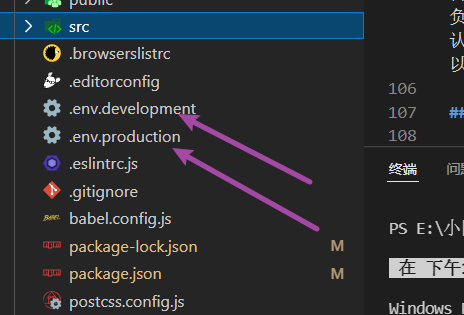 public
src
.browserslistrc
.editorconfig
.env.development
.env.production
.eslintrc.js
.gitignore
BABEL babel.config.js
package-lock.json M
package.json M
postcss.config.js
负
认
以
106
107 ##
108
终端 问
PS E:\小
在 下午
Windows